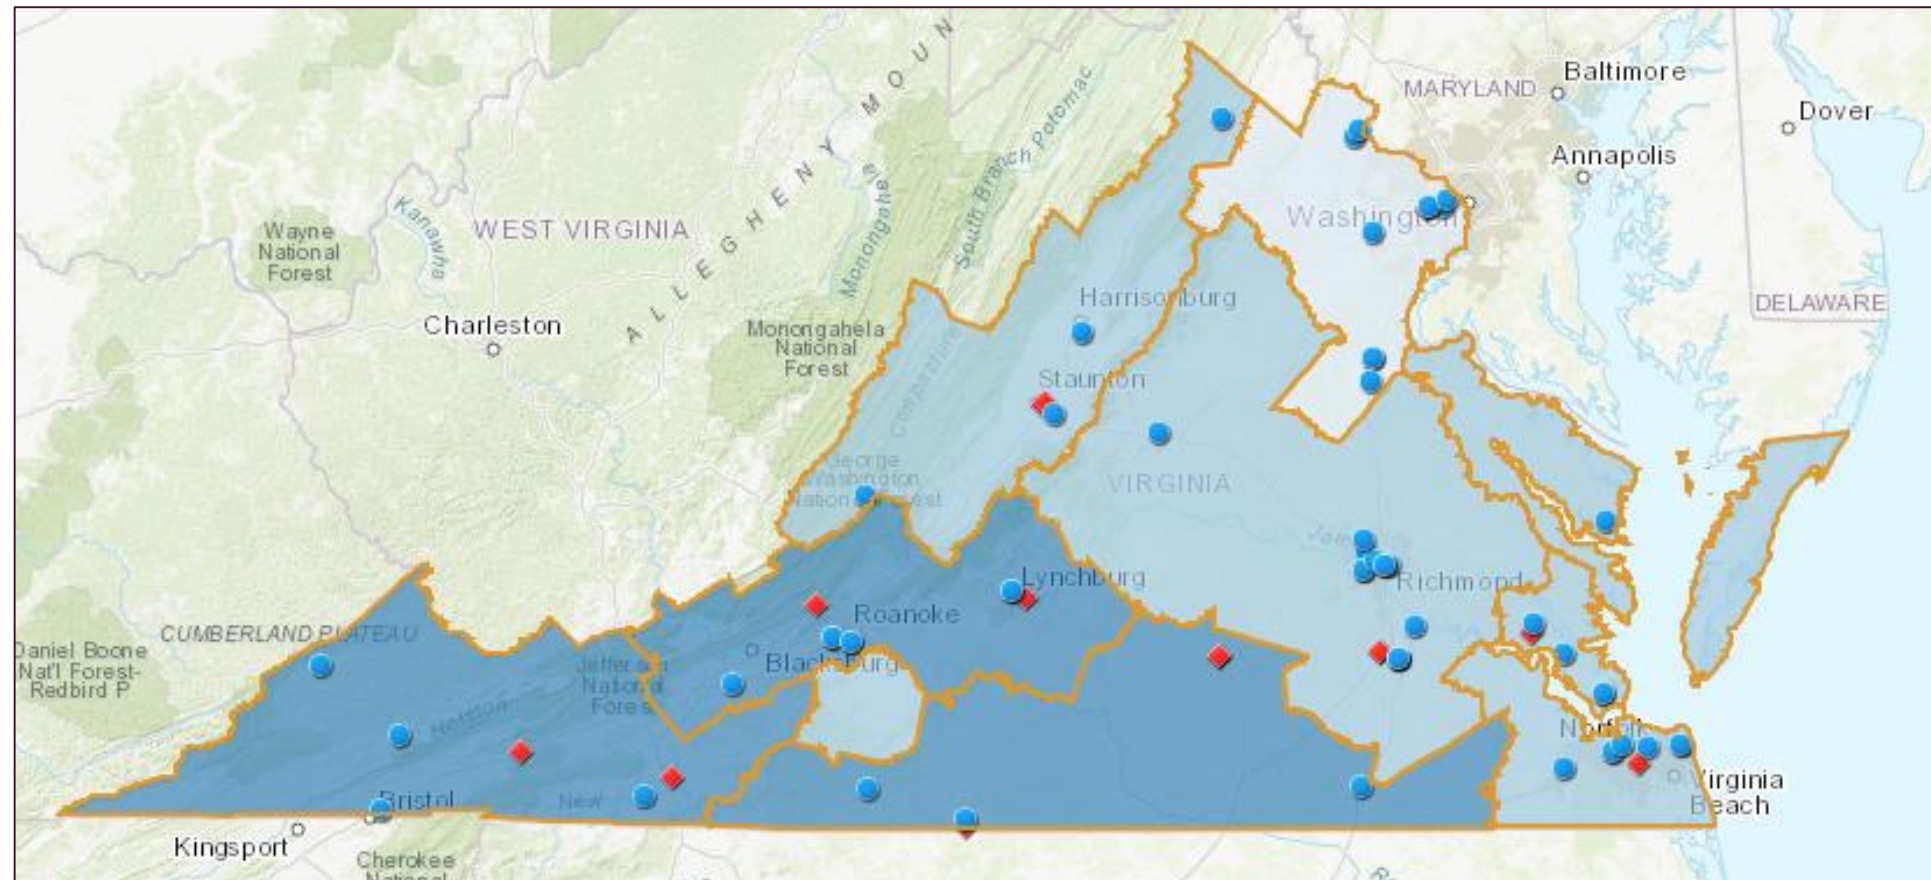 Baltimore
MARYLAND
Dover
Annapolis
DELAWARE
Washington
ALLEGHENY MOUN
South Branch Potomac
Monongahela
Kanawha
WEST VIRGINIA
Wayne
National
Forest
Charleston
Monongahela
National
Forest
Harrisonburg
Staunton
George
Washington
National Forest
VIRGINIA
Richmond
Lynchburg
Roanoke
Blacksburg
CUMBERLAND PLATEAU
Daniel Boone
Nat'l Forest-
Redbird P
Jefferson
National
Forest
Holston
New
Bristol
Kingsport
Cherokee
National
Norfolk
Virginia
Beach